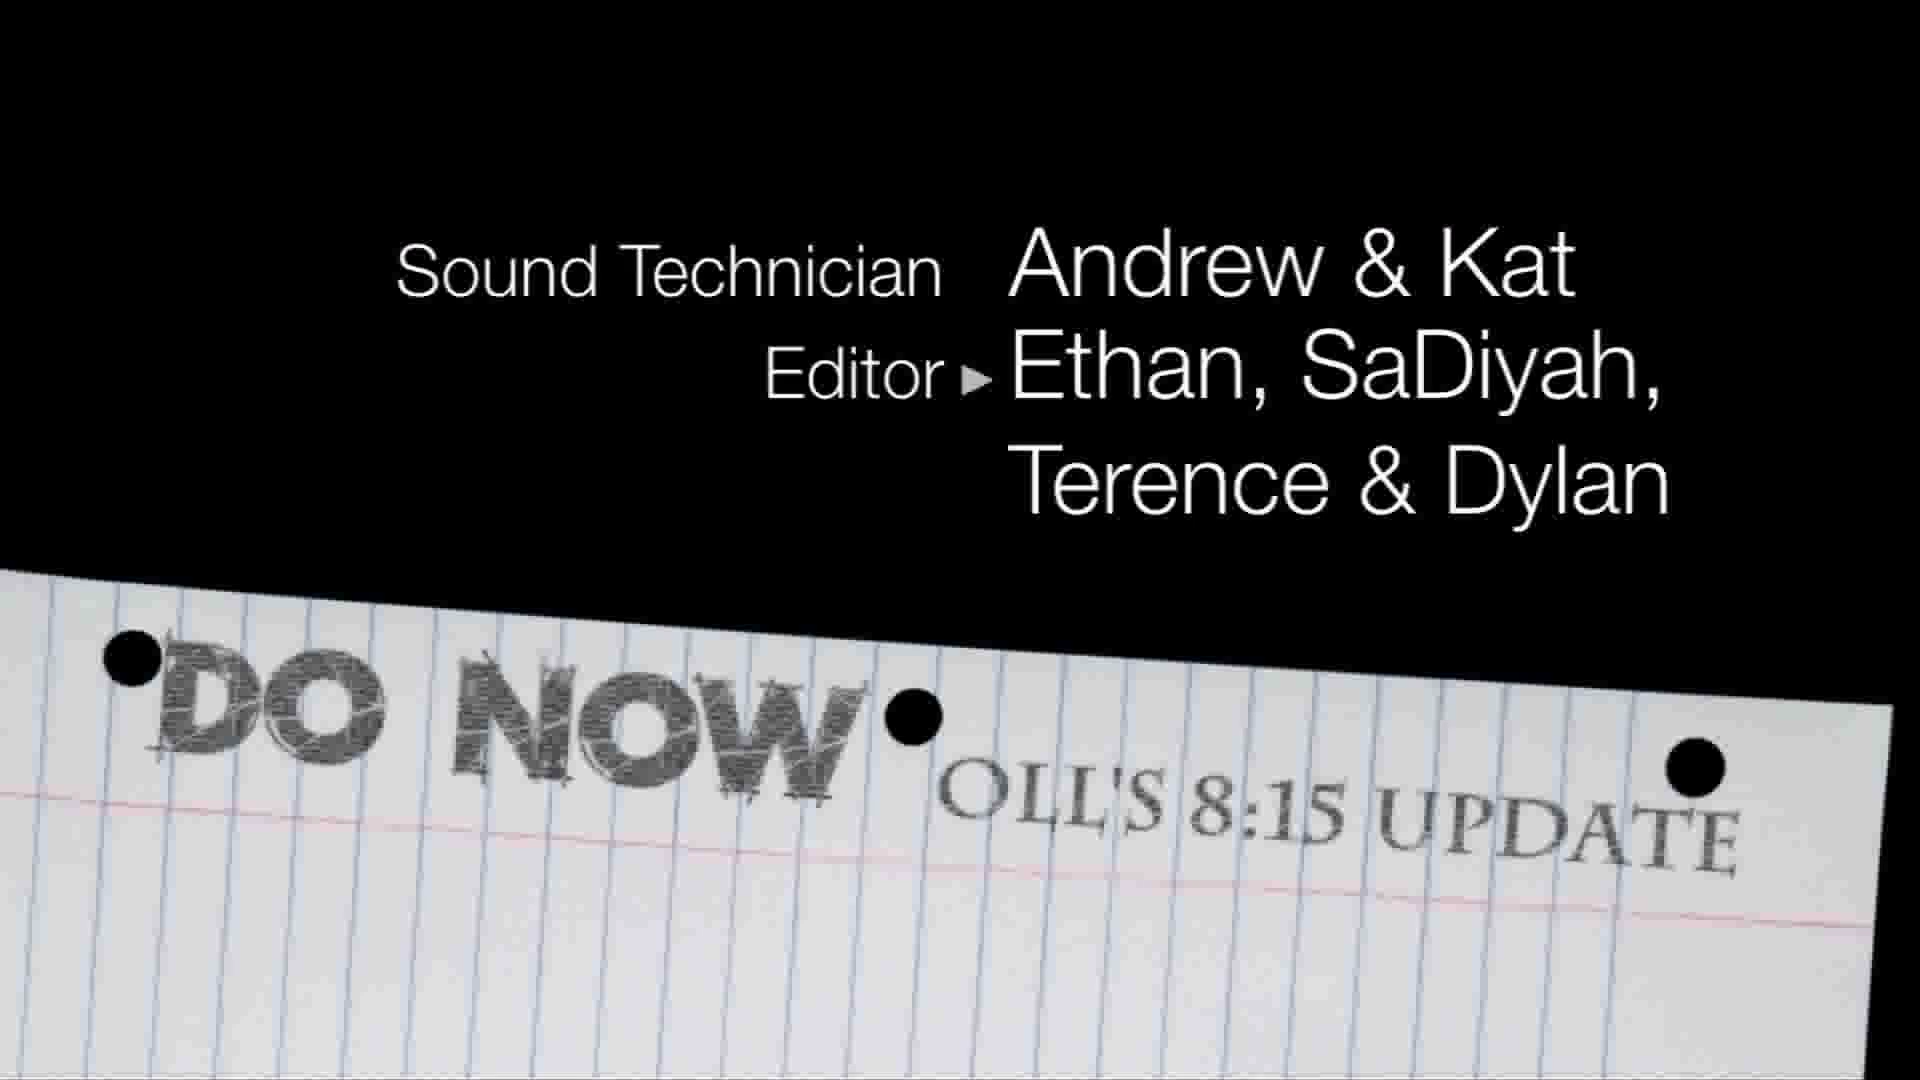 Sound Technician Andrew & Kat
Editor ▸ Ethan, SaDiyah,
Terence & Dylan
DO NOW OLL'S 8:15 UPDATE